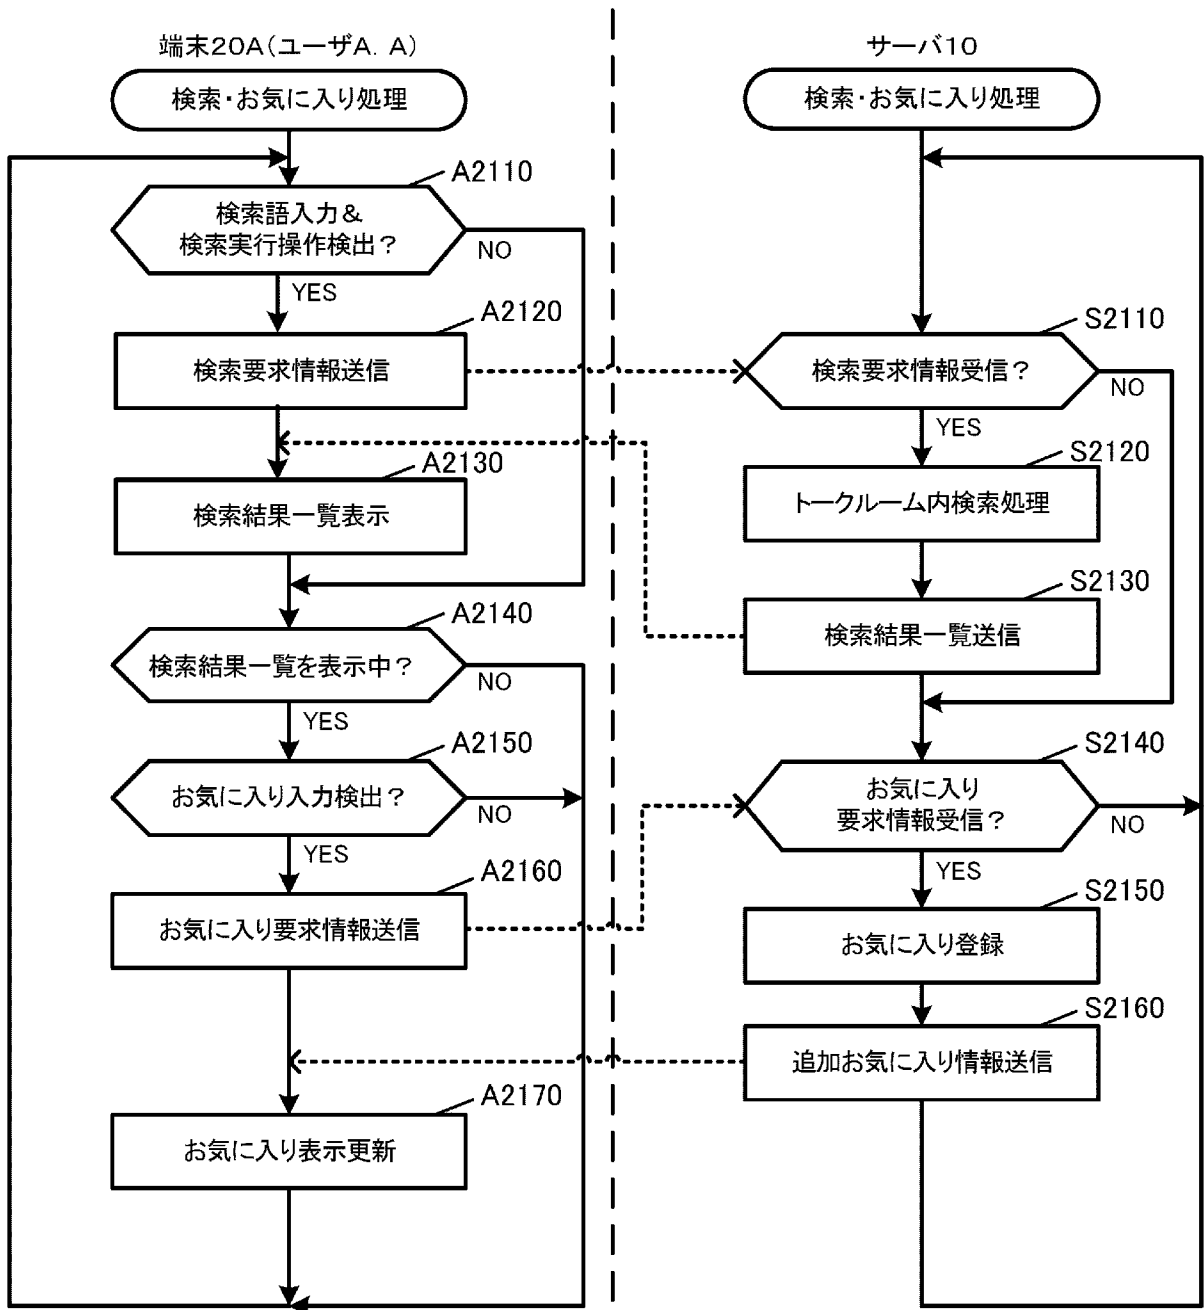 端末20A(ユーザA. A)
検索・お気に入り処理
A2110
検索語入力&
検索実行操作検出?
NO
YES
A2120
検索要求情報送信
A2130
検索結果一覧表示
A2140
検索結果一覧を表示中?
NO
YES
A2150
お気に入り入力検出?
NO
YES
A2160
お気に入り要求情報送信
A2170
お気に入り表示更新
サーバ10
検索・お気に入り処理
S2110
検索要求情報受信?
NO
YES
S2120
トークルーム内検索処理
S2130
検索結果一覧送信
S2140
お気に入り
要求情報受信?
NO
YES
S2150
お気に入り登録
S2160
追加お気に入り情報送信